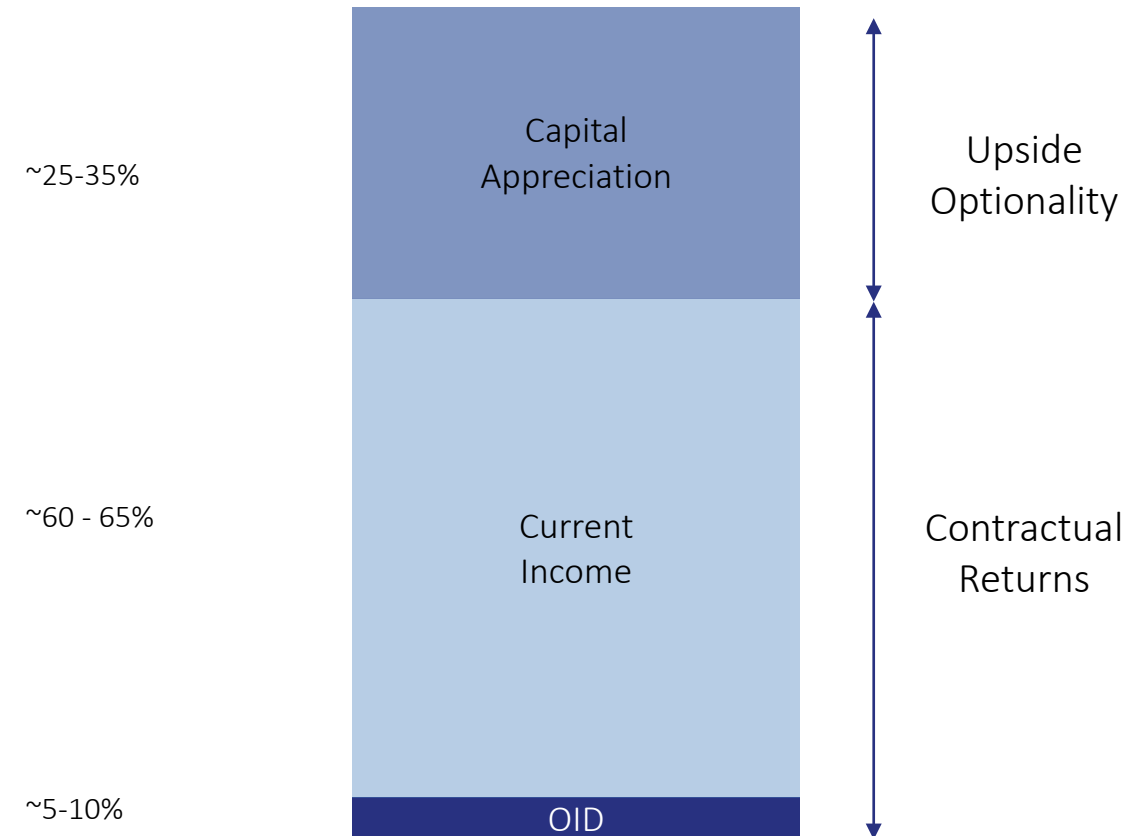 ~25-35%
Capital
Appreciation
Upside
Optionality
~60 - 65%
Current
Income
Contractual
Returns
~5-10%
OID